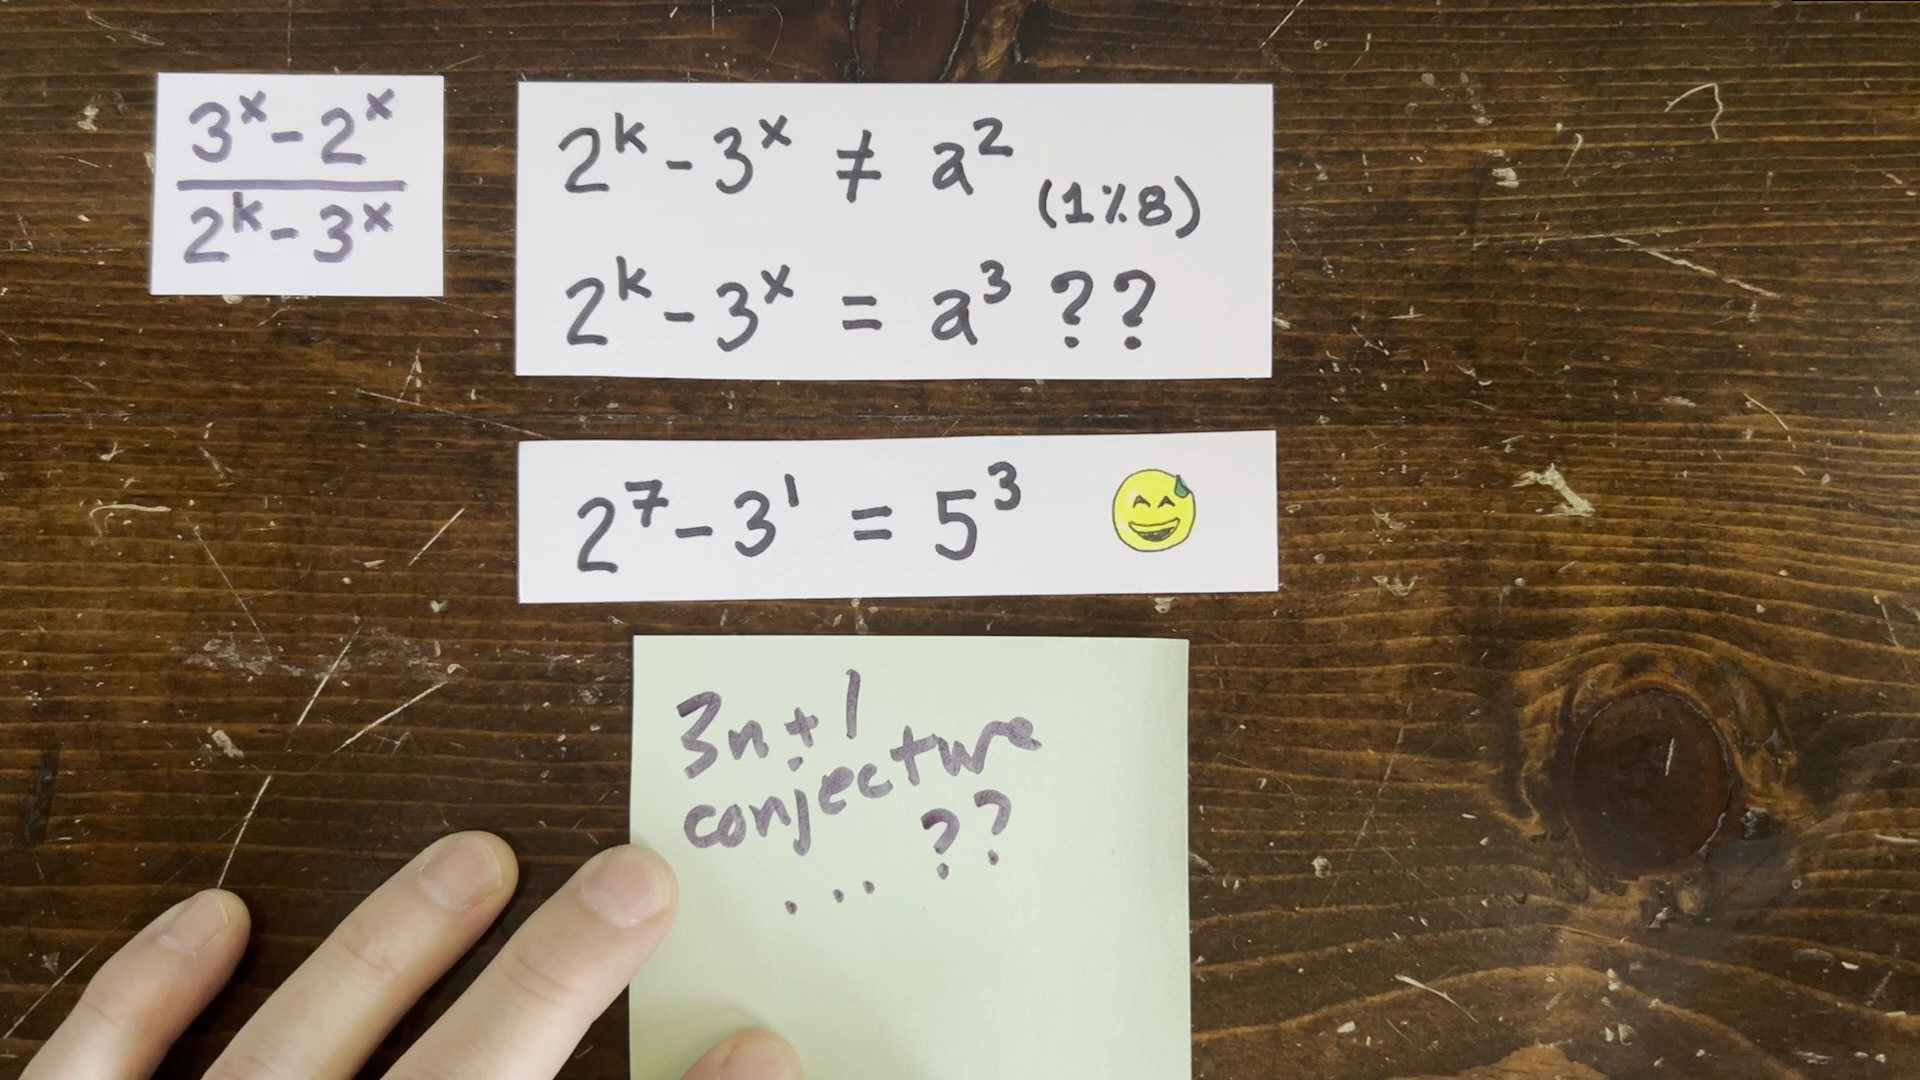 3^x - 2^x
2^k - 3^x
2^k - 3^x ≠ a^2 (1%8)
2^k - 3^x = a^3 ??
2^7 - 3^1 = 5^3
3n+1
conjecture
... ??